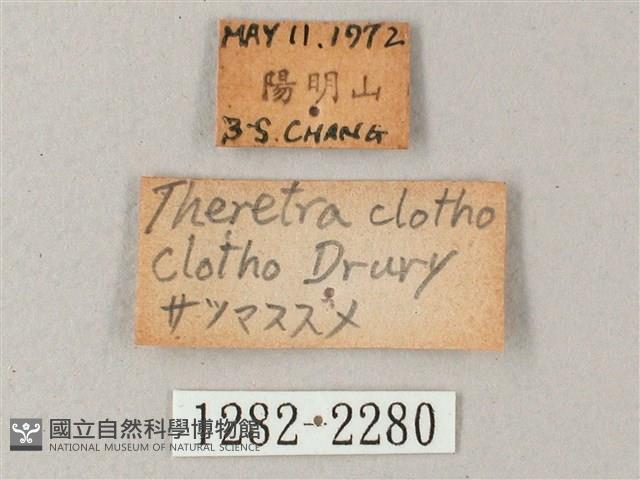 MAY 11.1972
陽明山
B-S. CHANG
Theretra clotho
clotho Drury
サツマスズメ
1282-2280
國立自然科學博物館
NATIONAL MUSEUM OF NATURAL SCIENCE